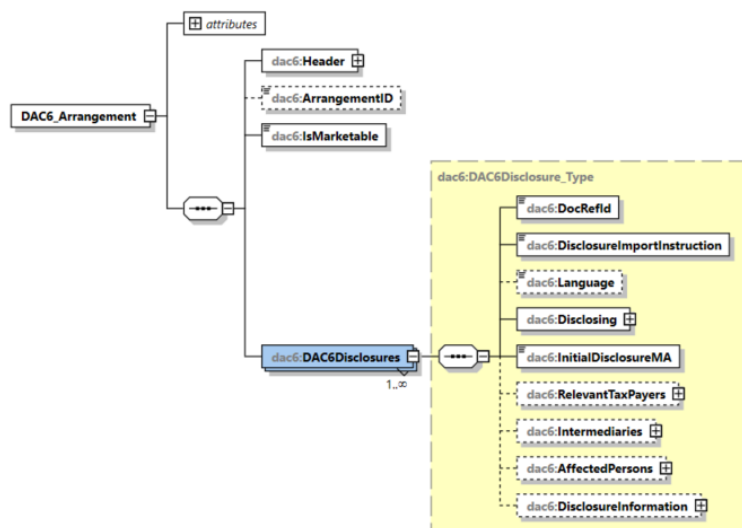 attributes
dac6:Header
DAC6_Arrangement
dac6:ArrangementID
dac6:IsMarketable
dac6:DAC6Disclosure_Type
dac6:DocRefId
dac6:DisclosureImportInstruction
dac6:Language
dac6:Disclosing
dac6:DAC6Disclosures
1..∞
dac6:InitialDisclosureMA
dac6:RelevantTaxPayers
dac6:Intermediaries
dac6:AffectedPersons
dac6:DisclosureInformation